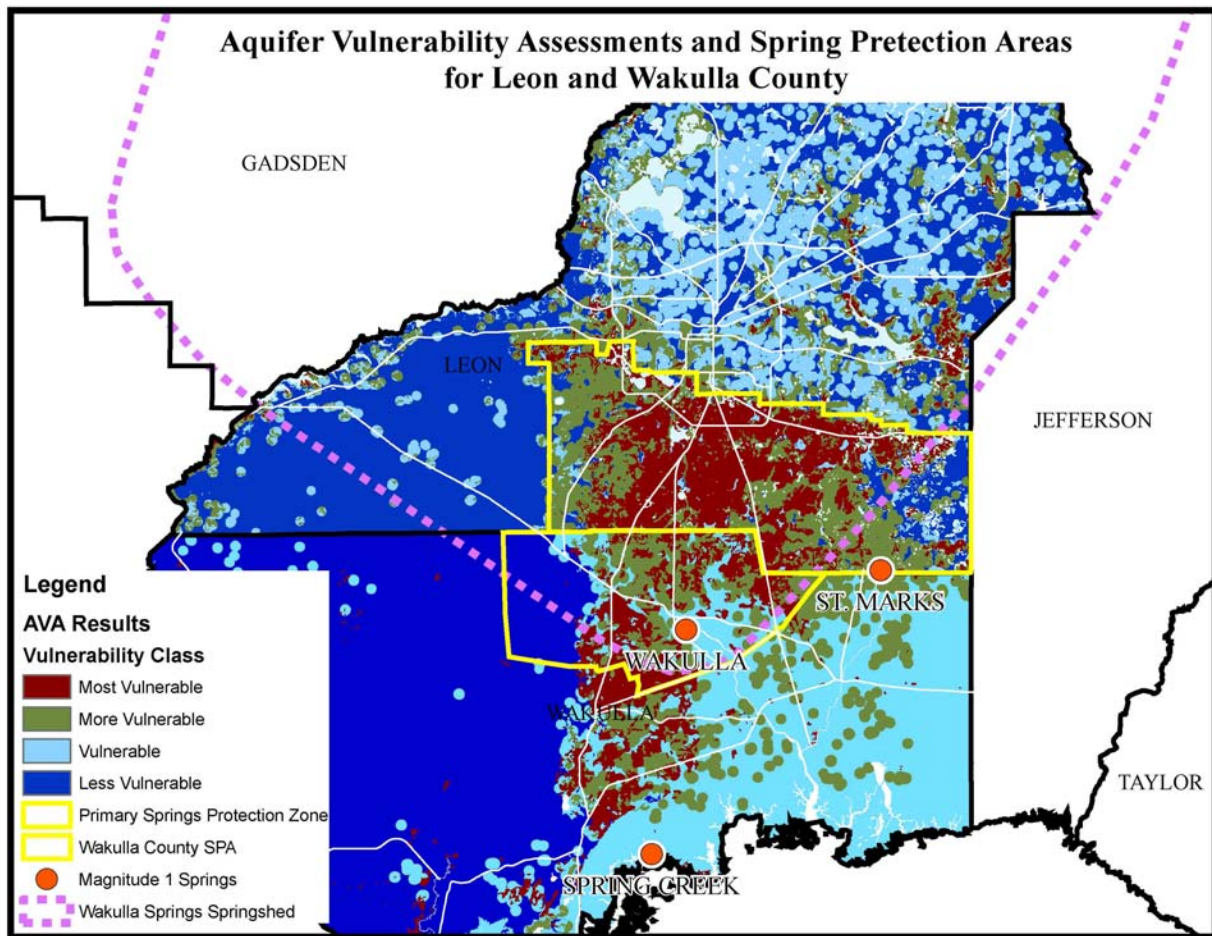 Aquifer Vulnerability Assessments and Spring Pretection Areas
for Leon and Wakulla County
GADSDEN
LEON
JEFFERSON
ST. MARKS
WAKULLA
WAKULLA
TAYLOR
SPRING CREEK
Legend
AVA Results
Vulnerability Class
Most Vulnerable
More Vulnerable
Vulnerable
Less Vulnerable
Primary Springs Protection Zone
Wakulla County SPA
Magnitude 1 Springs
Wakulla Springs Springshed